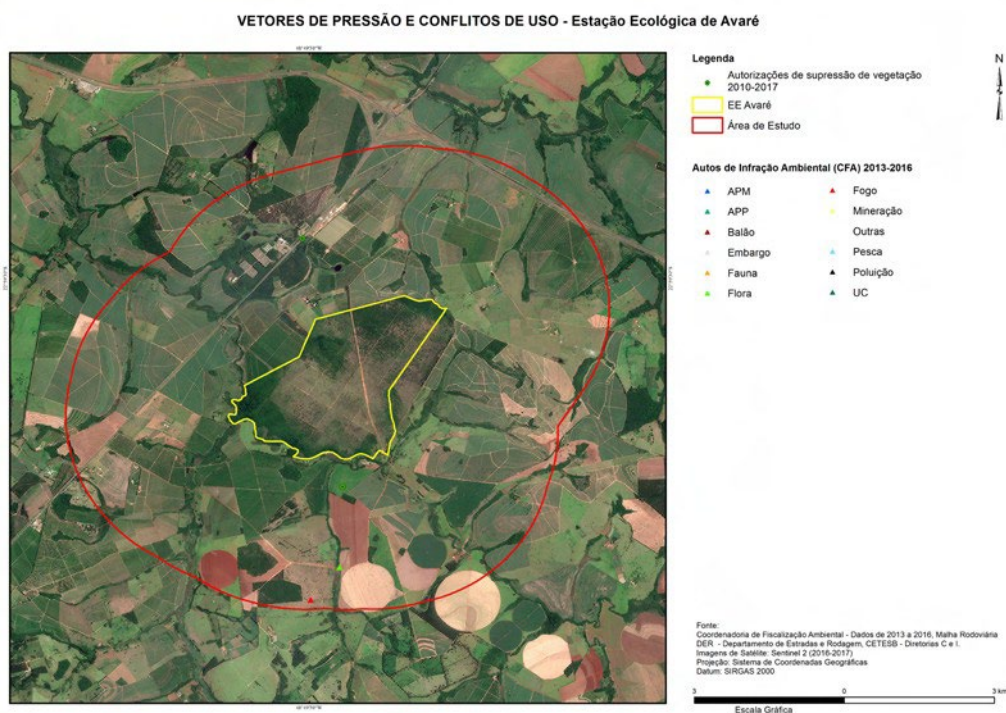 VETORES DE PRESSÃO E CONFLITOS DE USO - Estação Ecológica de Avaré
Legenda
Autorizações de supressão de vegetação
2010-2017
EE Avaré
Área de Estudo
N
Autos de Infração Ambiental (CFA) 2013-2016
APM
Fogo
APP
Mineração
Balão
Outras
Embargo
Pesca
Fauna
Poluição
Flora
UC
Fonte:
Coordenadoria de Fiscalização Ambiental - Dados de 2013 a 2016, Malha Rodoviária
DER - Departamento de Estradas e Rodagem, CETESB - Diretorias C e I.
Imagens de Satélite: Sentinel 2 (2016-2017)
Projeção: Sistema de Coordenadas Geográficas
Datum: SIRGAS 2000
3 0 3 km
Escala Gráfica